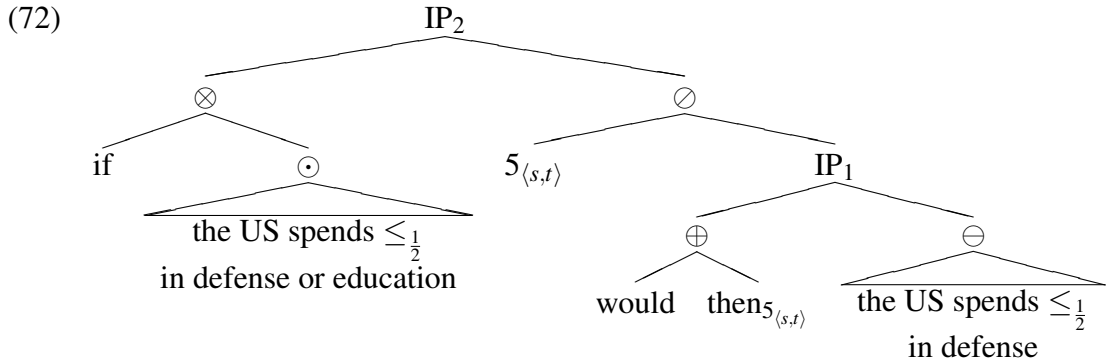 (72) IP₂
⊗ ⊘
if ⊙ 5⟨s,t⟩ IP₁
the US spends ≤½ ⊕ ⊖
in defense or education
would then5⟨s,t⟩ the US spends ≤½
in defense